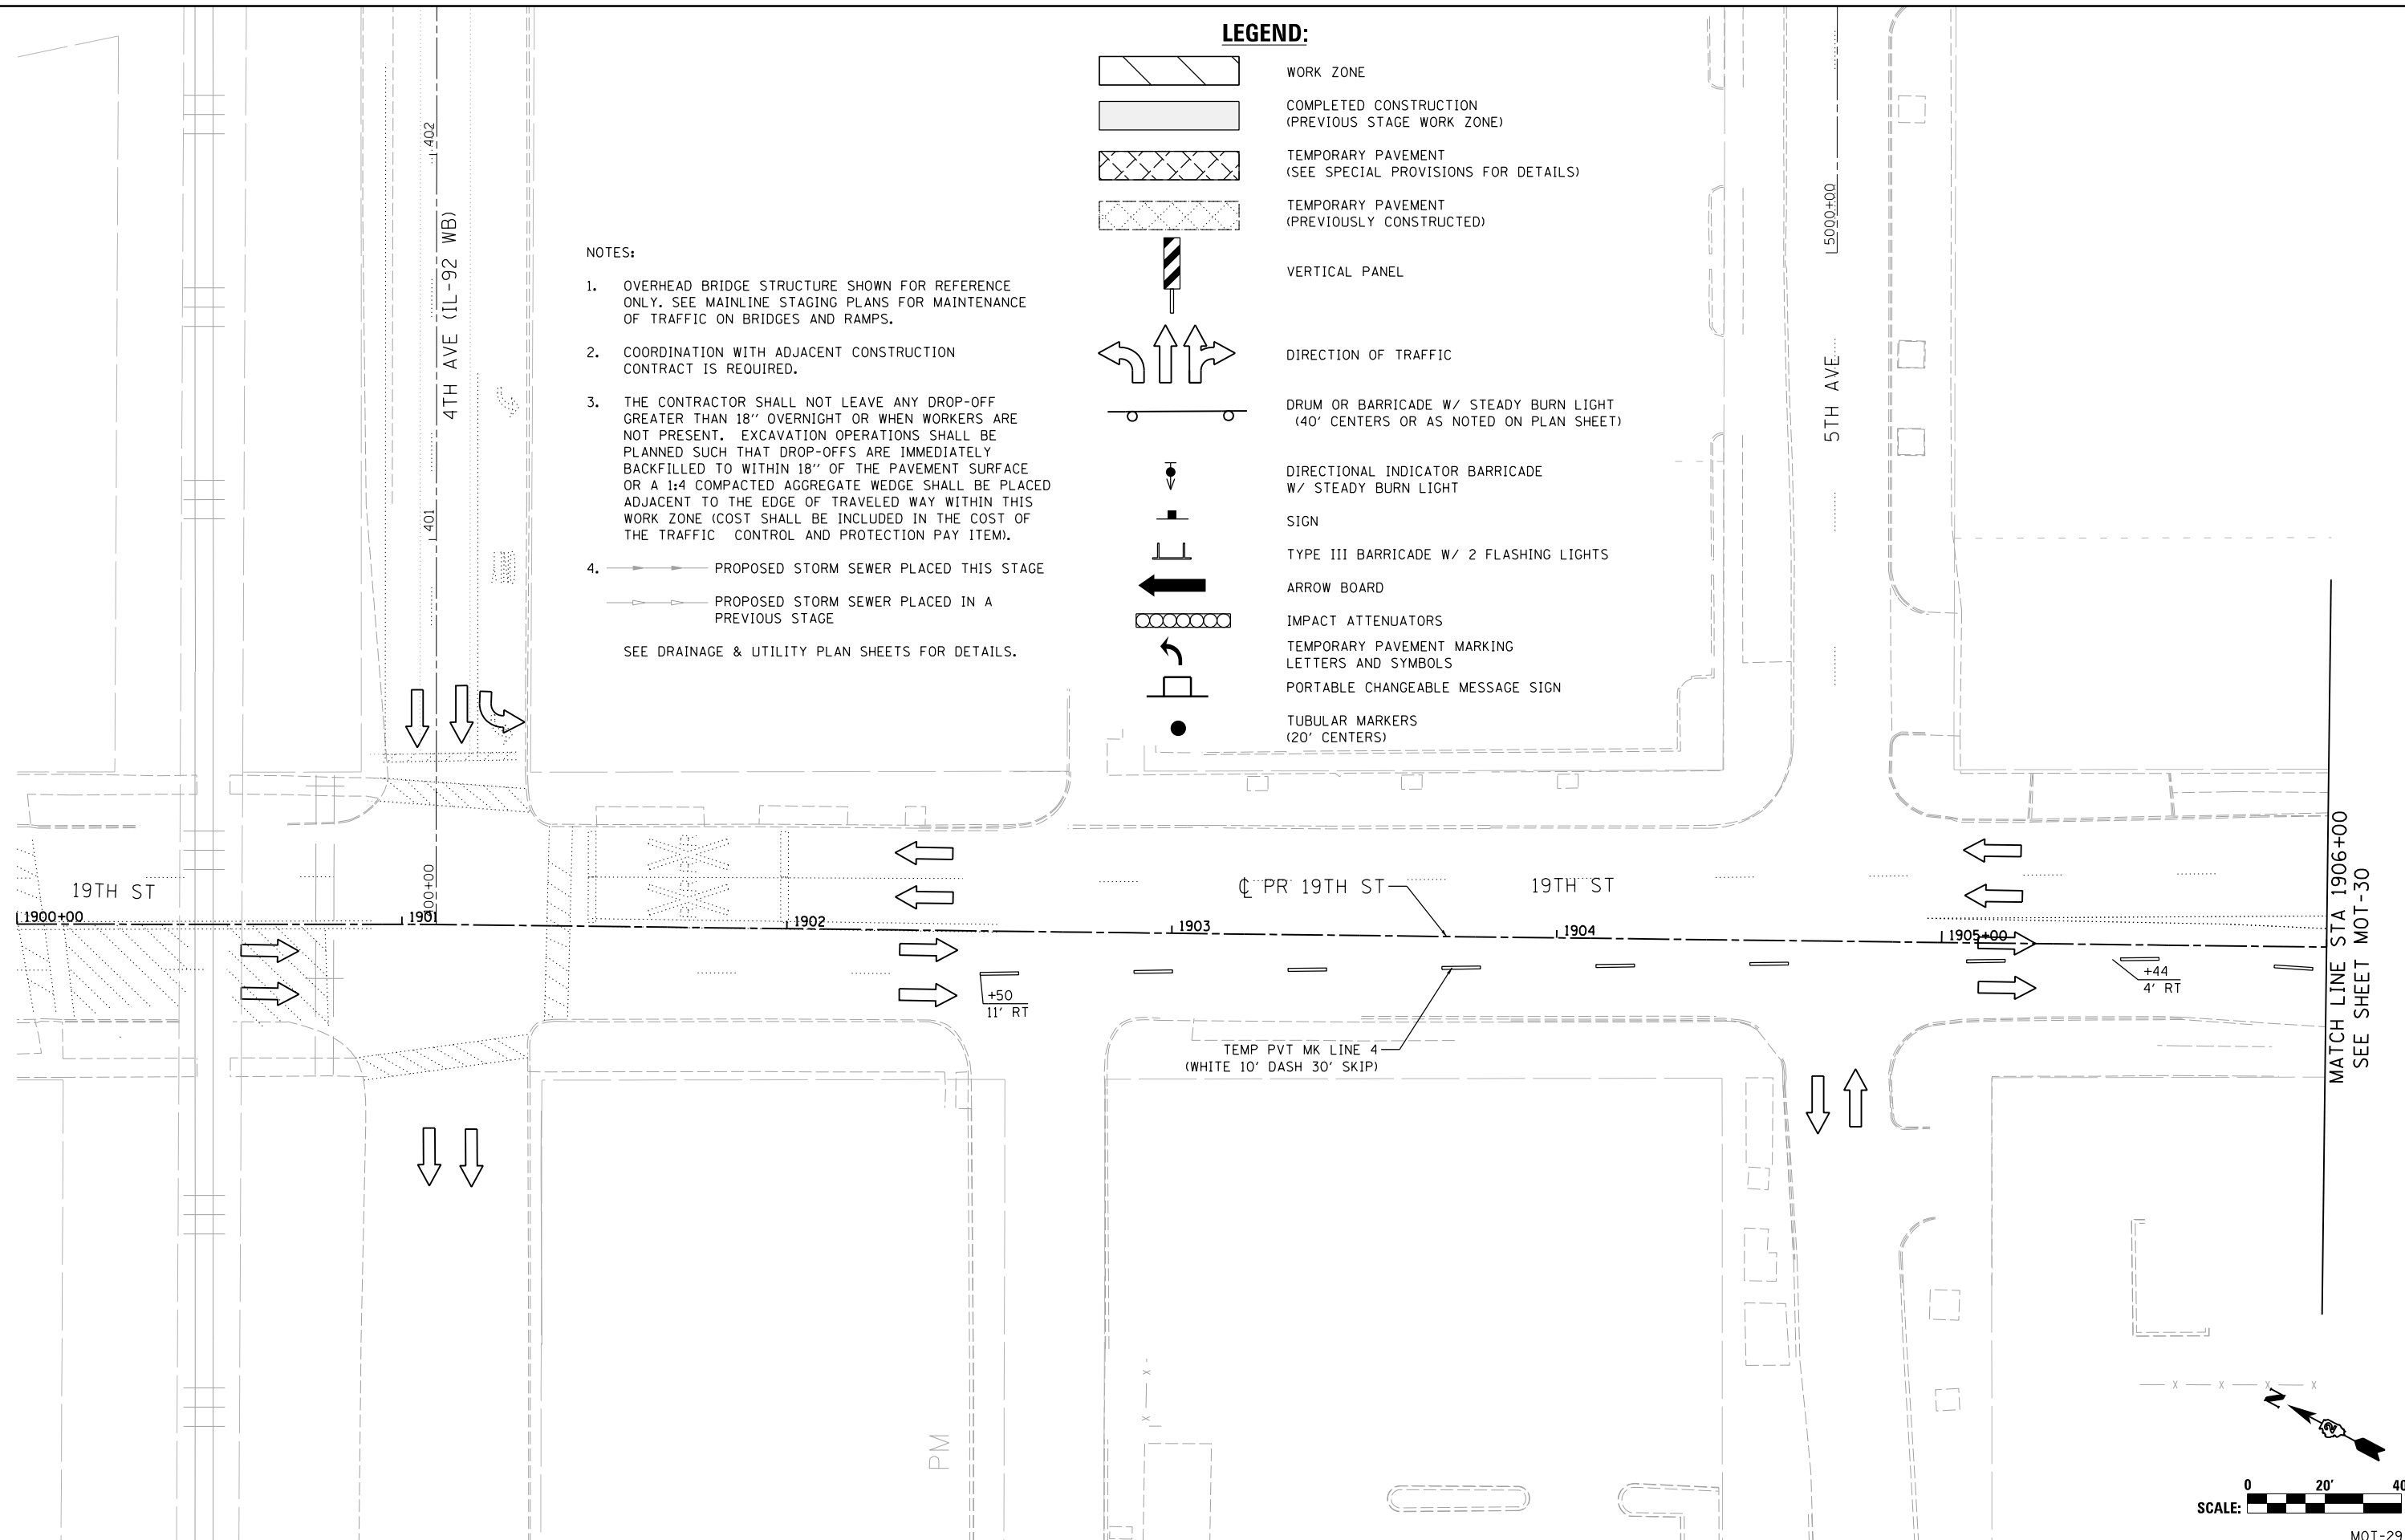 LEGEND:
WORK ZONE
COMPLETED CONSTRUCTION
(PREVIOUS STAGE WORK ZONE)
TEMPORARY PAVEMENT
(SEE SPECIAL PROVISIONS FOR DETAILS)
TEMPORARY PAVEMENT
(PREVIOUSLY CONSTRUCTED)
VERTICAL PANEL
DIRECTION OF TRAFFIC
DRUM OR BARRICADE W/ STEADY BURN LIGHT
(40' CENTERS OR AS NOTED ON PLAN SHEET)
DIRECTIONAL INDICATOR BARRICADE
W/ STEADY BURN LIGHT
SIGN
TYPE III BARRICADE W/ 2 FLASHING LIGHTS
ARROW BOARD
IMPACT ATTENUATORS
TEMPORARY PAVEMENT MARKING
LETTERS AND SYMBOLS
PORTABLE CHANGEABLE MESSAGE SIGN
TUBULAR MARKERS
(20' CENTERS)
NOTES:
1. OVERHEAD BRIDGE STRUCTURE SHOWN FOR REFERENCE
ONLY. SEE MAINLINE STAGING PLANS FOR MAINTENANCE
OF TRAFFIC ON BRIDGES AND RAMPS.
2. COORDINATION WITH ADJACENT CONSTRUCTION
CONTRACT IS REQUIRED.
3. THE CONTRACTOR SHALL NOT LEAVE ANY DROP-OFF
GREATER THAN 18" OVERNIGHT OR WHEN WORKERS ARE
NOT PRESENT. EXCAVATION OPERATIONS SHALL BE
PLANNED SUCH THAT DROP-OFFS ARE IMMEDIATELY
BACKFILLED TO WITHIN 18" OF THE PAVEMENT SURFACE
OR A 1:4 COMPACTED AGGREGATE WEDGE SHALL BE PLACED
ADJACENT TO THE EDGE OF TRAVELED WAY WITHIN THIS
WORK ZONE (COST SHALL BE INCLUDED IN THE COST OF
THE TRAFFIC CONTROL AND PROTECTION PAY ITEM).
4. PROPOSED STORM SEWER PLACED THIS STAGE
PROPOSED STORM SEWER PLACED IN A
PREVIOUS STAGE
SEE DRAINAGE & UTILITY PLAN SHEETS FOR DETAILS.
402
4TH AVE (IL-92 WB)
401
400+00
5000+00
5TH AVE
19TH ST
℄ PR 19TH ST
19TH ST
1900+00
1901
1902
1903
1904
1905+00
+50
11' RT
+44
4' RT
TEMP PVT MK LINE 4
(WHITE 10' DASH 30' SKIP)
MATCH LINE STA 1906+00
SEE SHEET MOT-30
PM
X
X
X X X X
N
2
SCALE: 0 20' 40
MOT-29